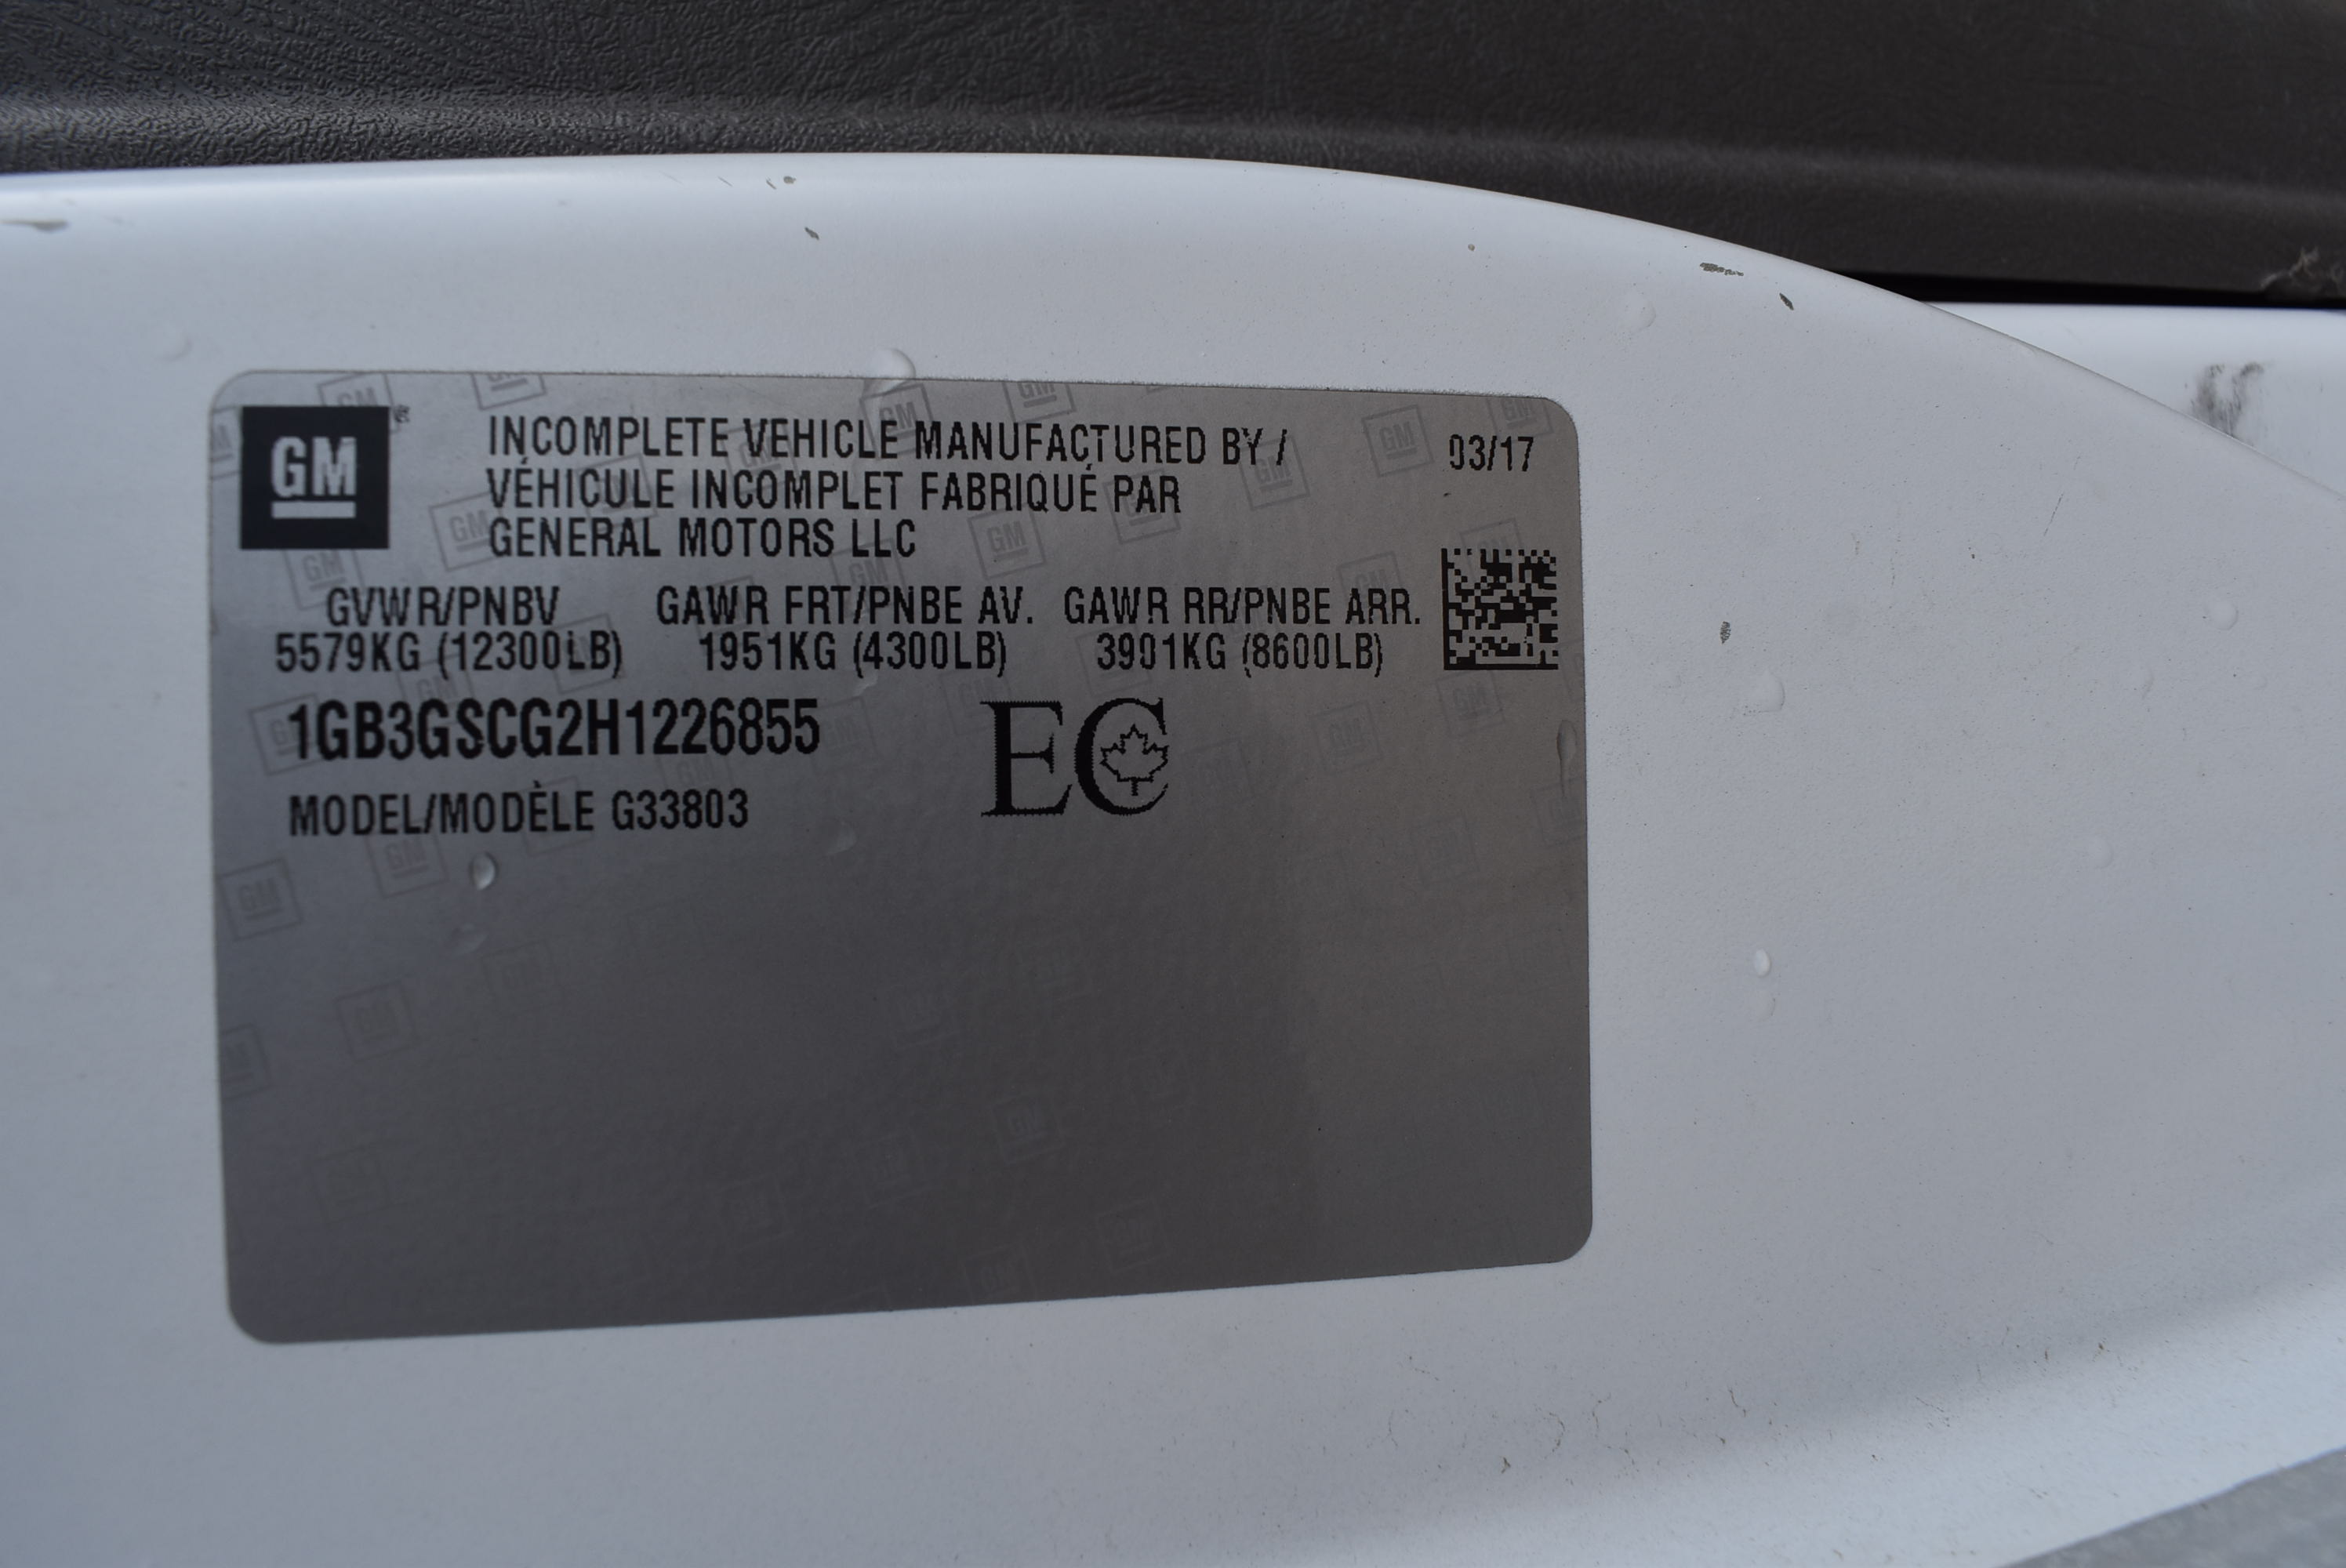 GM
INCOMPLETE VEHICLE MANUFACTURED BY /
VÉHICULE INCOMPLET FABRIQUÉ PAR
GENERAL MOTORS LLC
03/17
GVWR/PNBV GAWR FRT/PNBE AV. GAWR RR/PNBE ARR.
5579KG (12300LB) 1951KG (4300LB) 3901KG (8600LB)
1GB3GSCG2H1226855
EC
MODEL/MODÈLE G33803